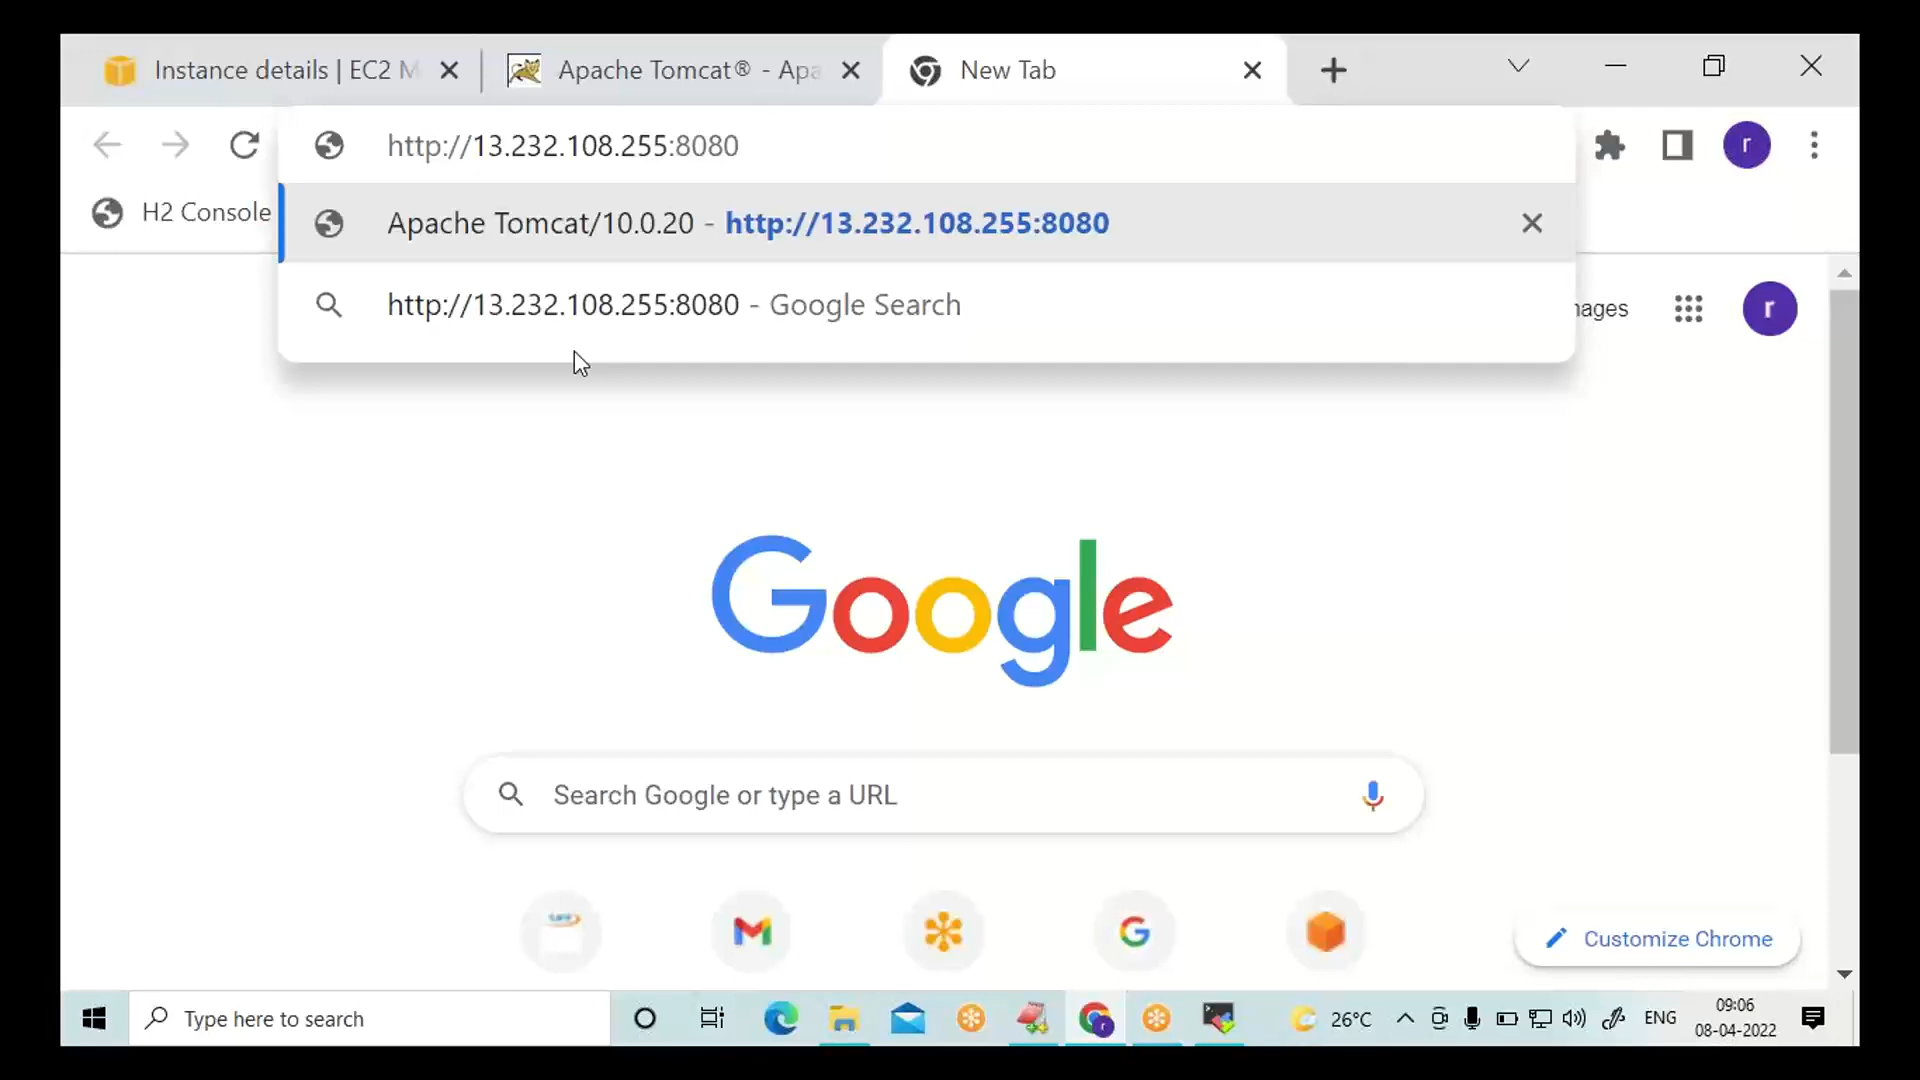 Instance details | EC2 M
Apache Tomcat® - Apa
New Tab
http://13.232.108.255:8080
r
H2 Console
Apache Tomcat/10.0.20 - http://13.232.108.255:8080
http://13.232.108.255:8080 - Google Search
nages
r
Google
Search Google or type a URL
Customize Chrome
Type here to search
26°C
ENG
09:06
08-04-2022